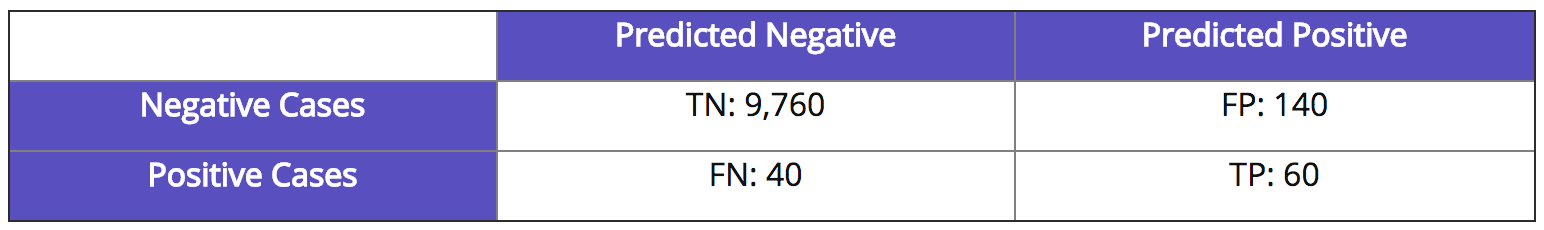 Predicted Negative Predicted Positive
Negative Cases TN: 9,760 FP: 140
Positive Cases FN: 40 TP: 60